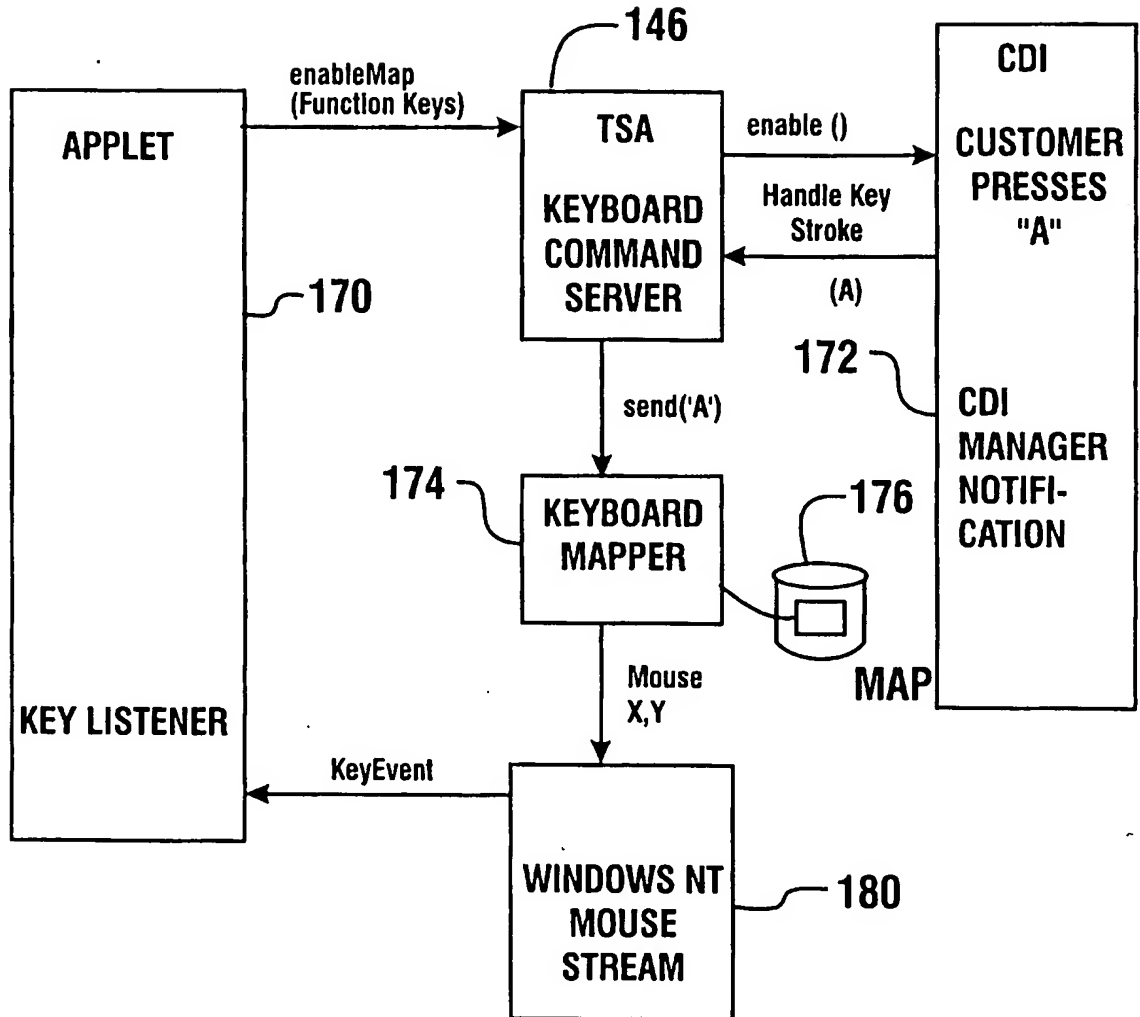 146
CDI
enableMap
(Function Keys)
APPLET
TSA
enable ()
CUSTOMER
PRESSES
"A"
KEYBOARD
COMMAND
SERVER
Handle Key
Stroke
(A)
170
172
send('A')
CDI
MANAGER
NOTIFI-
CATION
174
KEYBOARD
MAPPER
176
MAP
Mouse
X,Y
KEY LISTENER
KeyEvent
WINDOWS NT
MOUSE
STREAM
180